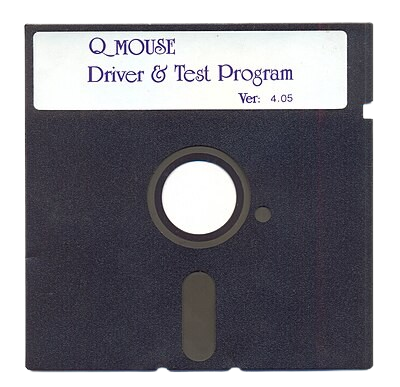 Q MOUSE
Driver & Test Program
Ver: 4.05